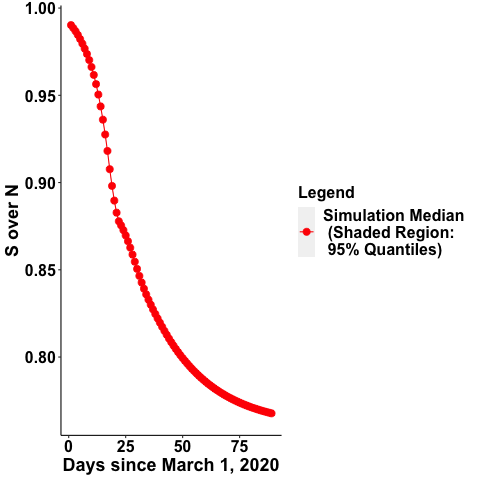 1.00
0.95
0.90
0.85
0.80
S over N
0 25 50 75
Days since March 1, 2020
Legend
Simulation Median
(Shaded Region:
95% Quantiles)